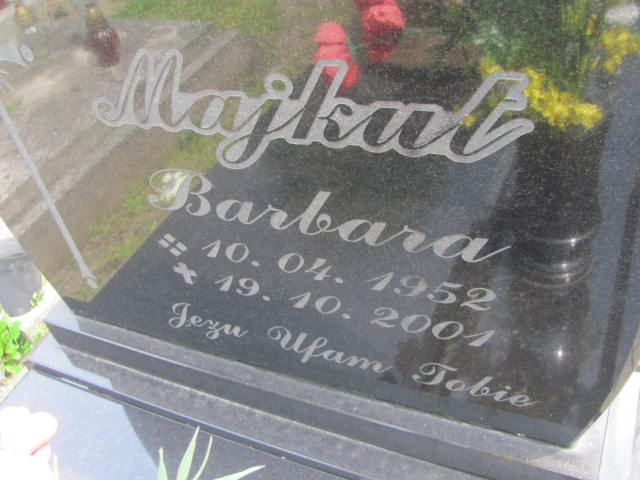 Majkut
Barbara
10. 04. 1952
19. 10. 2001
Jezu Ufam Tobie